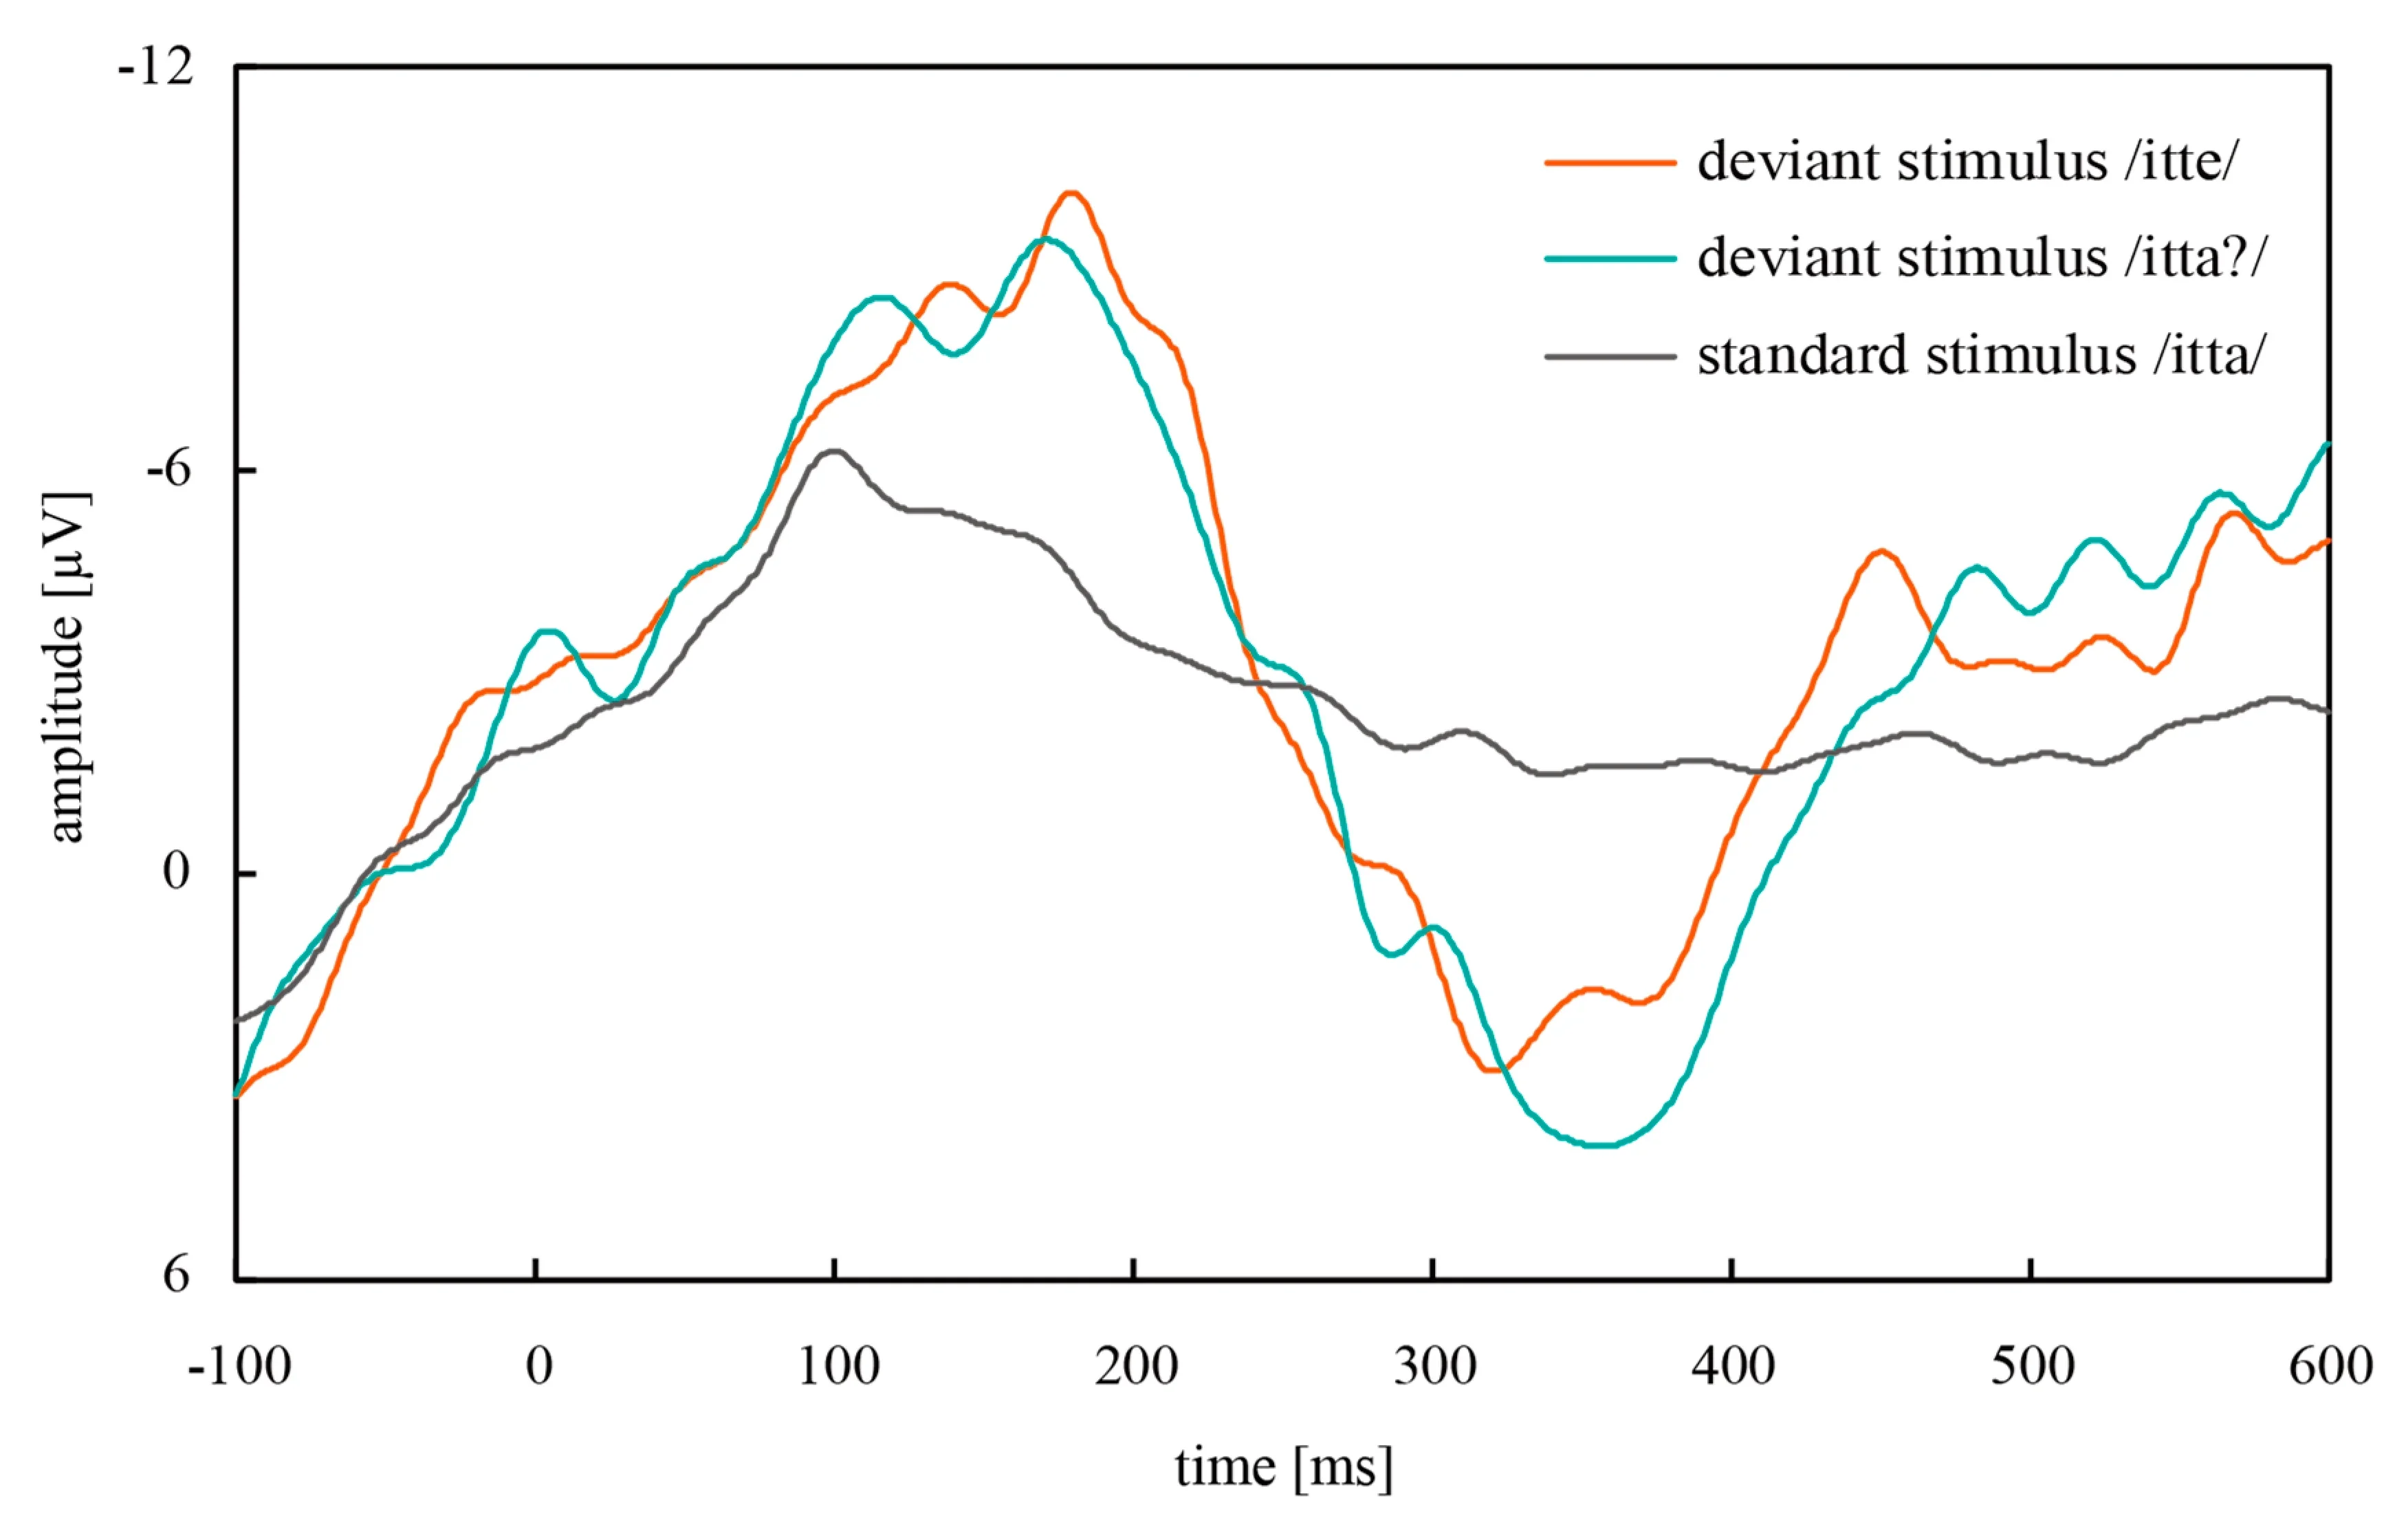 -12
-6
0
6
amplitude [μV]
deviant stimulus /itte/
deviant stimulus /itta?/
standard stimulus /itta/
-100 0 100 200 300 400 500 600
time [ms]